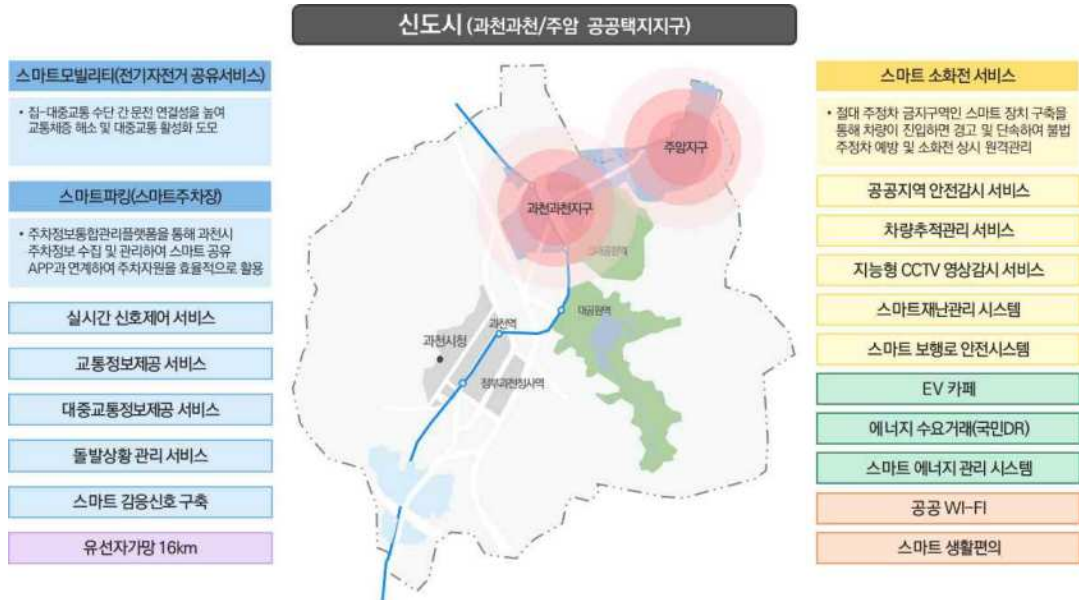 신도시 (과천과천/주암 공공택지지구)
스마트모빌리티(전기자전거 공유서비스)
• 집-대중교통 수단 간 문전 연결성을 높여
교통체증 해소 및 대중교통 활성화 도모
스마트파킹(스마트주차장)
• 주차정보통합관리플랫폼을 통해 과천시
주차정보 수집 및 관리하여 스마트 공유
APP과 연계하여 주차자원을 효율적으로 활용
실시간 신호제어 서비스
교통정보제공 서비스
대중교통정보제공 서비스
돌발상황 관리 서비스
스마트 감응신호 구축
유선자가망 16km
주암지구
과천과천지구
대공원역
과천역
과천시청
정부과천청사역
스마트 소화전 서비스
• 절대 주정차 금지구역인 스마트 장치 구축을
통해 차량이 진입하면 경고 및 단속하여 불법
주정차 예방 및 소화전 상시 원격관리
공공지역 안전감시 서비스
차량추적관리 서비스
지능형 CCTV 영상감시 서비스
스마트재난관리 시스템
스마트 보행로 안전시스템
EV 카페
에너지 수요거래(국민DR)
스마트 에너지 관리 시스템
공공 WI-FI
스마트 생활편의